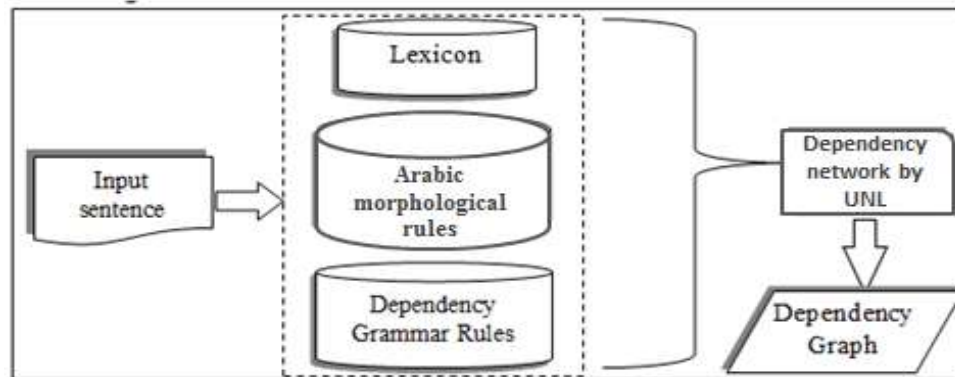 Lexicon
Input
sentence
Arabic
morphological
rules
Dependency
Grammar Rules
Dependency
network by
UNL
Dependency
Graph